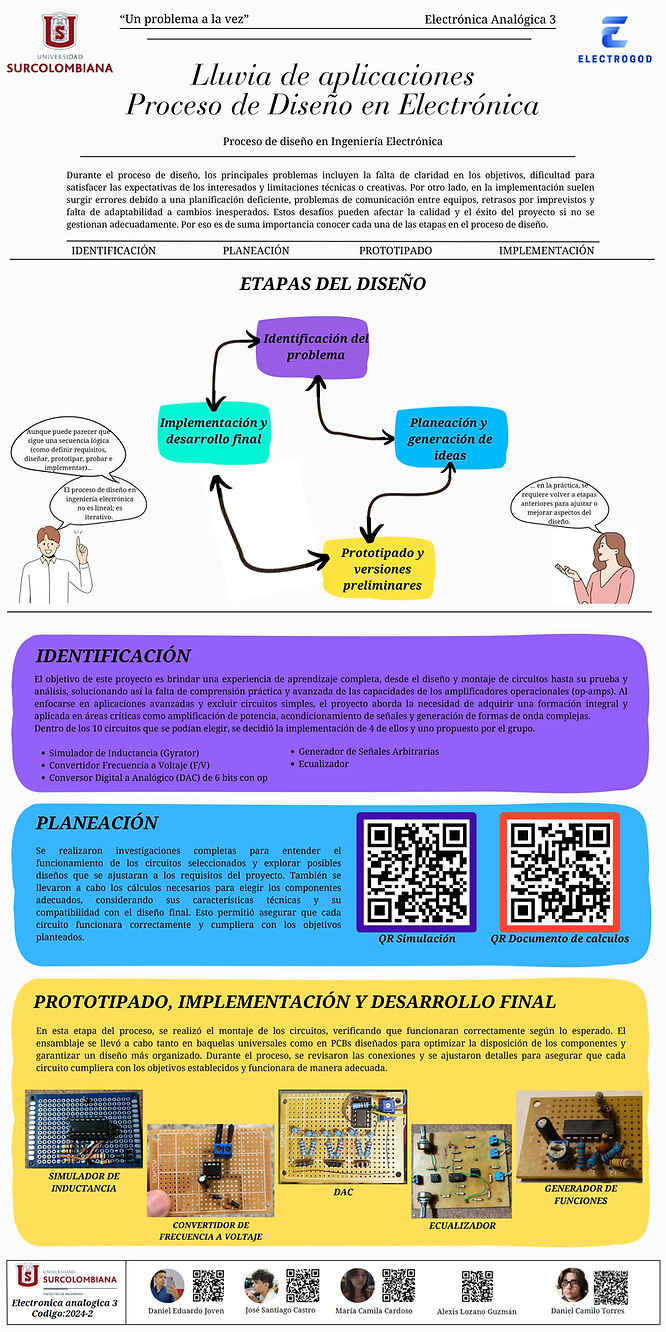 UNIVERSIDAD
SURCOLOMBIANA
“Un problema a la vez”
Electrónica Analógica 3
ELECTROGOD
Lluvia de aplicaciones
Proceso de Diseño en Electrónica
Proceso de diseño en Ingeniería Electrónica
Durante el proceso de diseño, los principales problemas incluyen la falta de claridad en los objetivos, dificultad para
satisfacer las expectativas de los interesados y limitaciones técnicas o creativas. Por otro lado, en la implementación suelen
surgir errores debido a una planificación deficiente, problemas de comunicación entre equipos, retrasos por imprevistos y
falta de adaptabilidad a cambios inesperados. Estos desafíos pueden afectar la calidad y el éxito del proyecto si no se
gestionan adecuadamente. Por eso es de suma importancia conocer cada una de las etapas en el proceso de diseño.
IDENTIFICACIÓN
PLANEACIÓN
PROTOTIPADO
IMPLEMENTACIÓN
ETAPAS DEL DISEÑO
Identificación del
problema
Implementación y
desarrollo final
Planeación y
generación de
ideas
Prototipado y
versiones
preliminares
Aunque puede parecer que
sigue una secuencia lógica
(como definir requisitos,
diseñar, prototipar, probar e
implementar)...
El proceso de diseño en
ingeniería electrónica
no es lineal; es
iterativo.
... en la práctica, se
requiere volver a etapas
anteriores para ajustar o
mejorar aspectos del
diseño.
IDENTIFICACIÓN
El objetivo de este proyecto es brindar una experiencia de aprendizaje completa, desde el diseño y montaje de circuitos hasta su prueba y
análisis, solucionando así la falta de comprensión práctica y avanzada de las capacidades de los amplificadores operacionales (op-amps). Al
enfocarse en aplicaciones avanzadas y excluir circuitos simples, el proyecto aborda la necesidad de adquirir una formación integral y
aplicada en áreas críticas como amplificación de potencia, acondicionamiento de señales y generación de formas de onda complejas.
Dentro de los 10 circuitos que se podían elegir, se decidió la implementación de 4 de ellos y uno propuesto por el grupo.
• Simulador de Inductancia (Gyrator)
• Convertidor Frecuencia a Voltaje (F/V)
• Conversor Digital a Analógico (DAC) de 6 bits con op
• Generador de Señales Arbitrarias
• Ecualizador
PLANEACIÓN
Se realizaron investigaciones completas para entender el
funcionamiento de los circuitos seleccionados y explorar posibles
diseños que se ajustaran a los requisitos del proyecto. También se
llevaron a cabo los cálculos necesarios para elegir los componentes
adecuados, considerando sus características técnicas y su
compatibilidad con el diseño final. Esto permitió asegurar que cada
circuito funcionara correctamente y cumpliera con los objetivos
planteados.
QR Simulación
QR Documento de calculos
PROTOTIPADO, IMPLEMENTACIÓN Y DESARROLLO FINAL
En esta etapa del proceso, se realizó el montaje de los circuitos, verificando que funcionaran correctamente según lo esperado. El
ensamblaje se llevó a cabo tanto en baquelas universales como en PCBs diseñados para optimizar la disposición de los componentes y
garantizar un diseño más organizado. Durante el proceso, se revisaron las conexiones y se ajustaron detalles para asegurar que cada
circuito cumpliera con los objetivos establecidos y funcionara de manera adecuada.
SIMULADOR DE
INDUCTANCIA
CONVERTIDOR DE
FRECUENCIA A VOLTAJE
DAC
ECUALIZADOR
GENERADOR DE
FUNCIONES
UNIVERSIDAD
SURCOLOMBIANA
FACULTAD DE INGENIERÍA
Electronica analogica 3
Codigo:2024-2
Daniel Eduardo Joven
José Santiago Castro
María Camila Cardoso
Alexis Lozano Guzmán
Daniel Camilo Torres